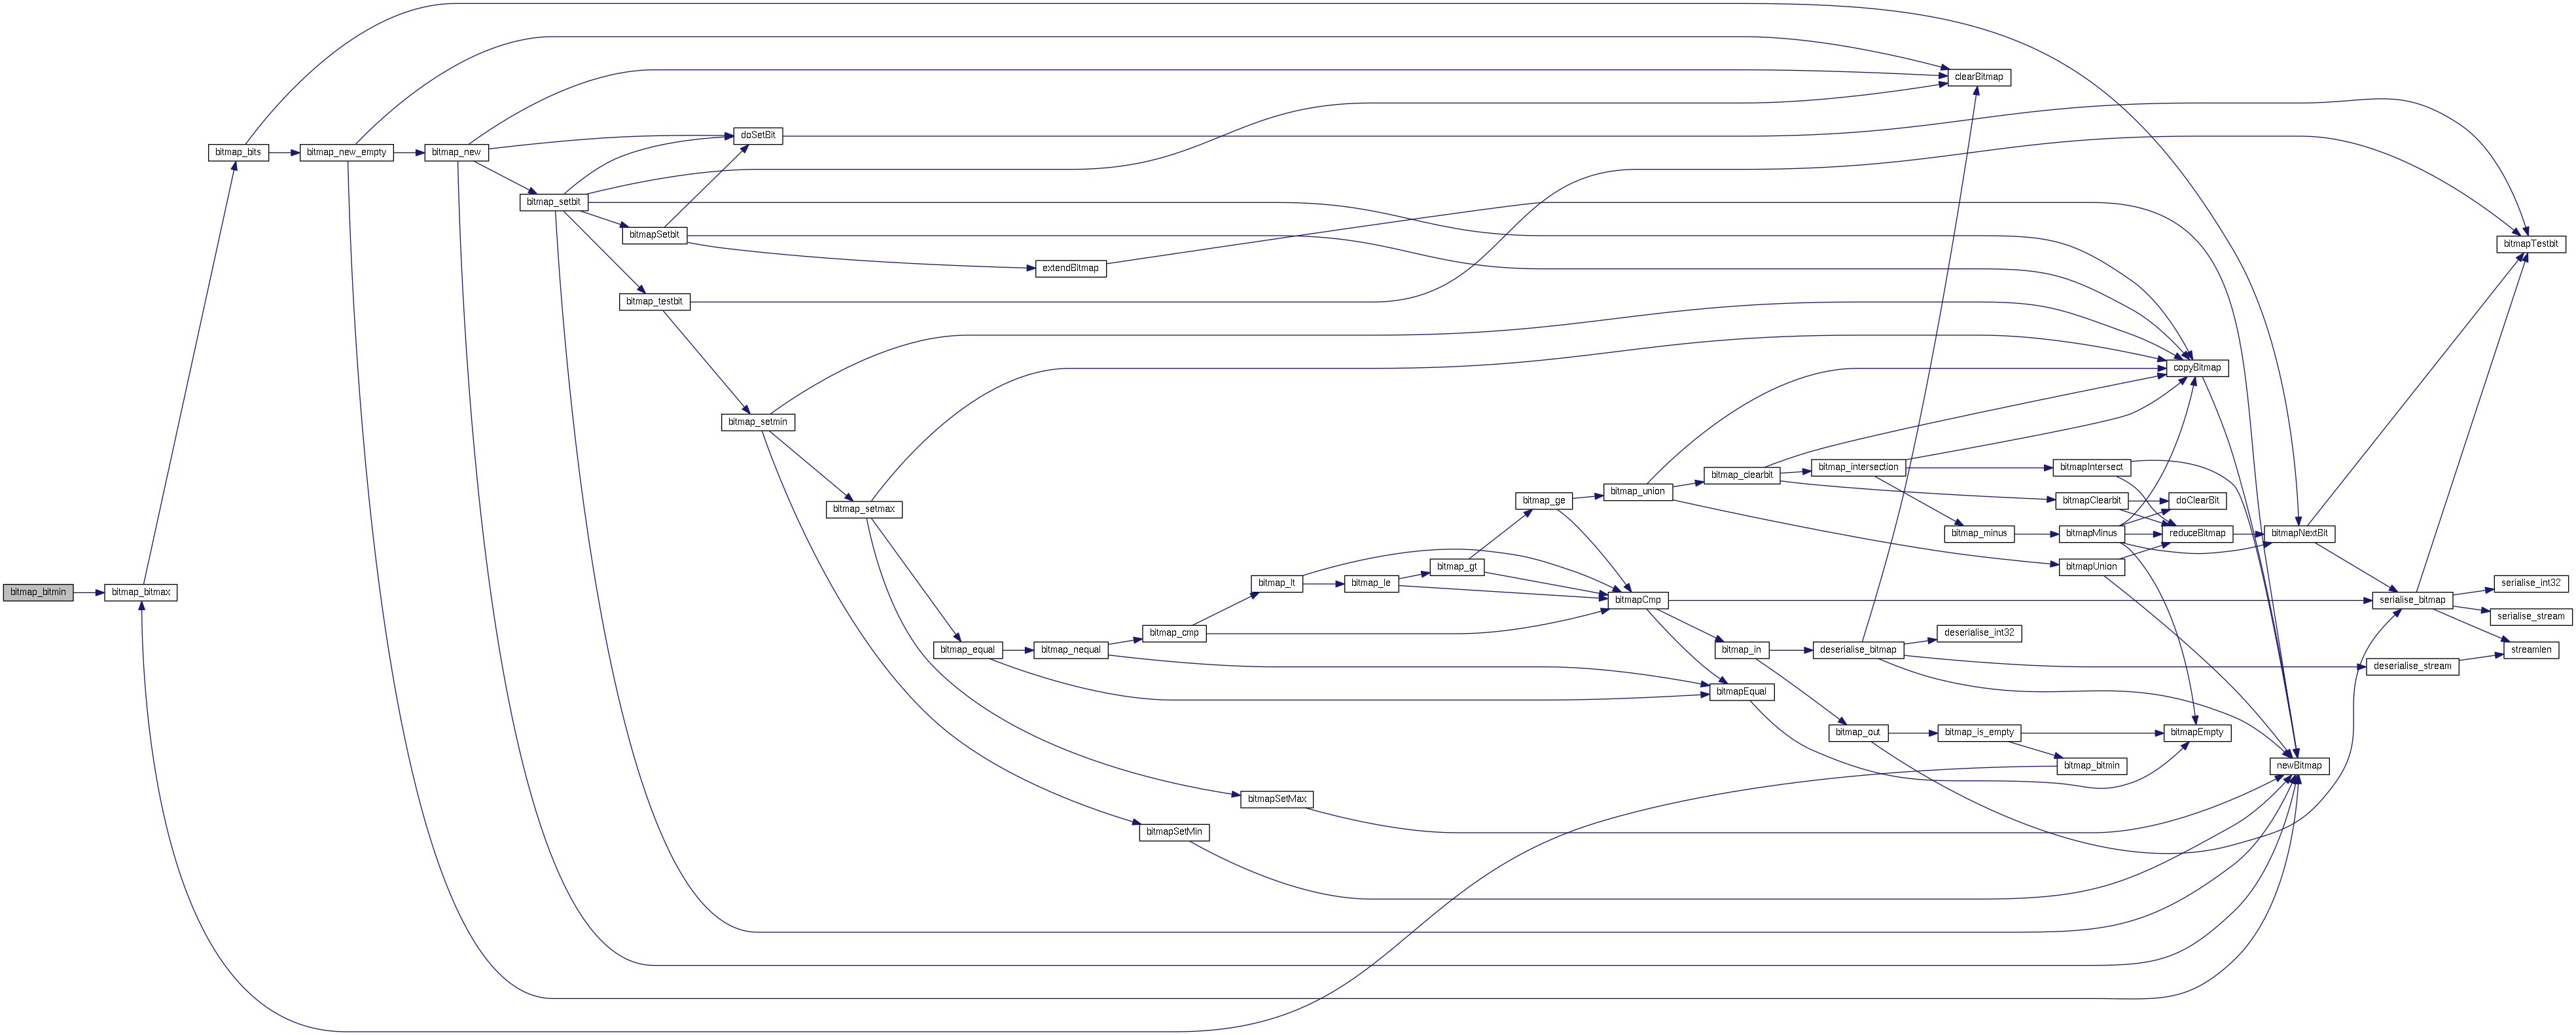 bitmap_bitmin
bitmap_bitmax
bitmap_bits
bitmap_new_empty
bitmap_new
bitmap_setbit
doSetBit
bitmapSetbit
bitmap_testbit
extendBitmap
bitmap_setmin
bitmap_setmax
bitmap_equal
bitmap_nequal
bitmap_cmp
bitmap_lt
bitmap_le
bitmap_gt
bitmap_ge
bitmapSetMax
bitmapSetMin
bitmap_union
bitmapCmp
bitmap_clearbit
bitmap_in
bitmapEqual
bitmap_intersection
deserialise_bitmap
bitmap_out
clearBitmap
bitmap_minus
deserialise_int32
bitmap_is_empty
bitmapIntersect
bitmapClearbit
bitmapMinus
bitmapUnion
bitmap_bitmin
copyBitmap
doClearBit
reduceBitmap
bitmapEmpty
bitmapNextBit
newBitmap
serialise_bitmap
deserialise_stream
bitmapTestbit
serialise_int32
serialise_stream
streamlen